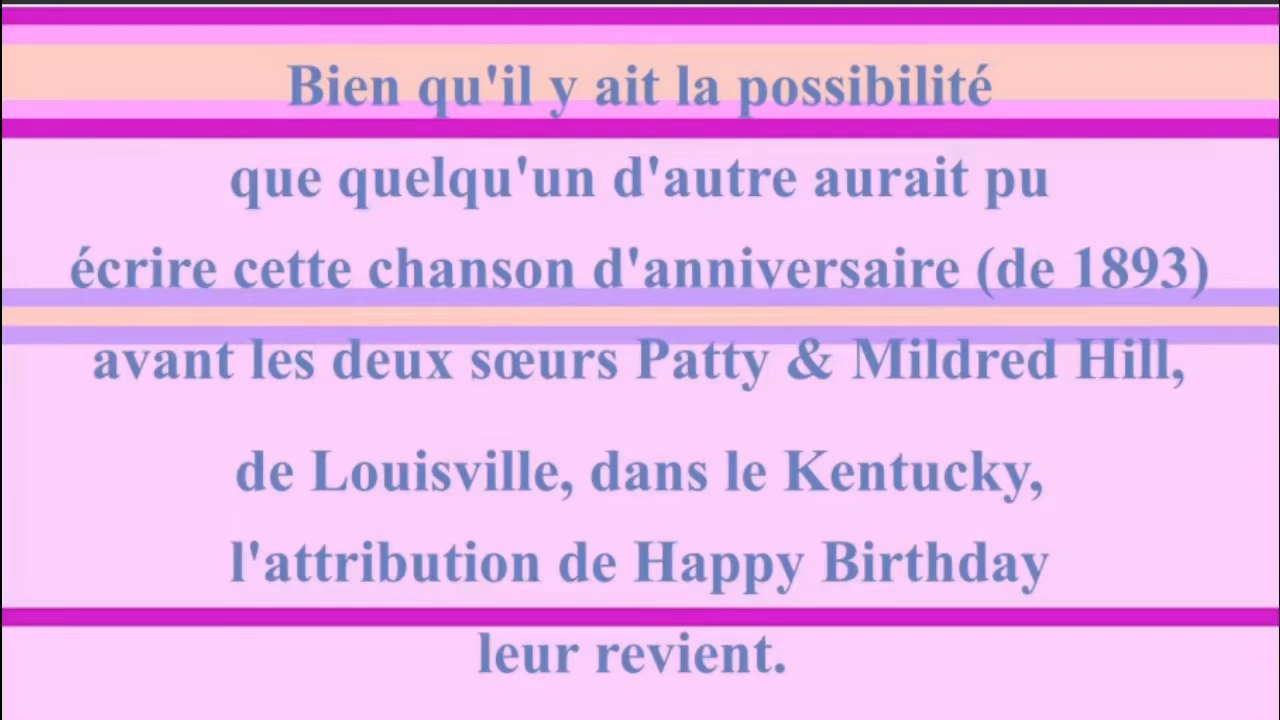 Bien qu'il y ait la possibilité
que quelqu'un d'autre aurait pu
écrire cette chanson d'anniversaire (de 1893)
avant les deux sœurs Patty & Mildred Hill,
de Louisville, dans le Kentucky,
l'attribution de Happy Birthday
leur revient.